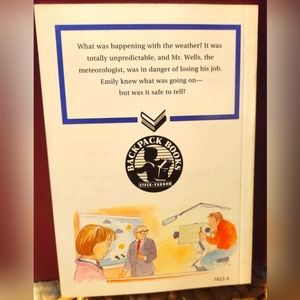 What was happening with the weather? It was
totally unpredictable, and Mr. Wells, the
meteorologist, was in danger of losing his job.
Emily knew what was going on—
but was it safe to tell?
BACKPACK BOOKS
STECK-VAUGHN